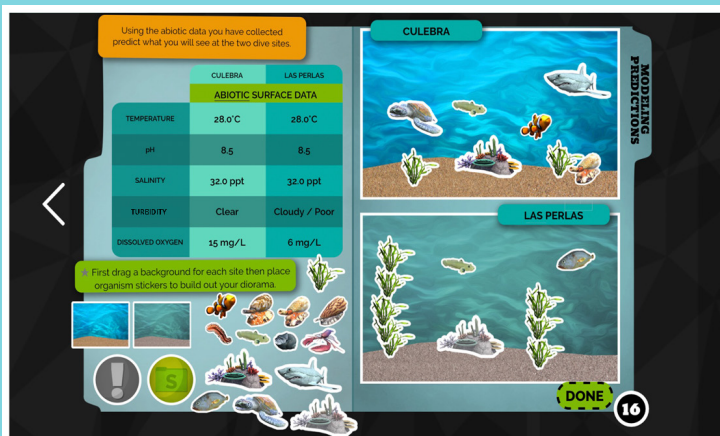 Using the abiotic data you have collected
predict what you will see at the two dive sites.
CULEBRA
LAS PERLAS
ABIOTIC SURFACE DATA
TEMPERATURE
28.0°C
28.0°C
pH
8.5
8.5
SALINITY
32.0 ppt
32.0 ppt
TURBIDITY
Clear
Cloudy / Poor
DISSOLVED OXYGEN
15 mg/L
6 mg/L
★ First drag a background for each site then place
organism stickers to build out your diorama.
S
CULEBRA
LAS PERLAS
MODELING
PREDICTIONS
DONE
16